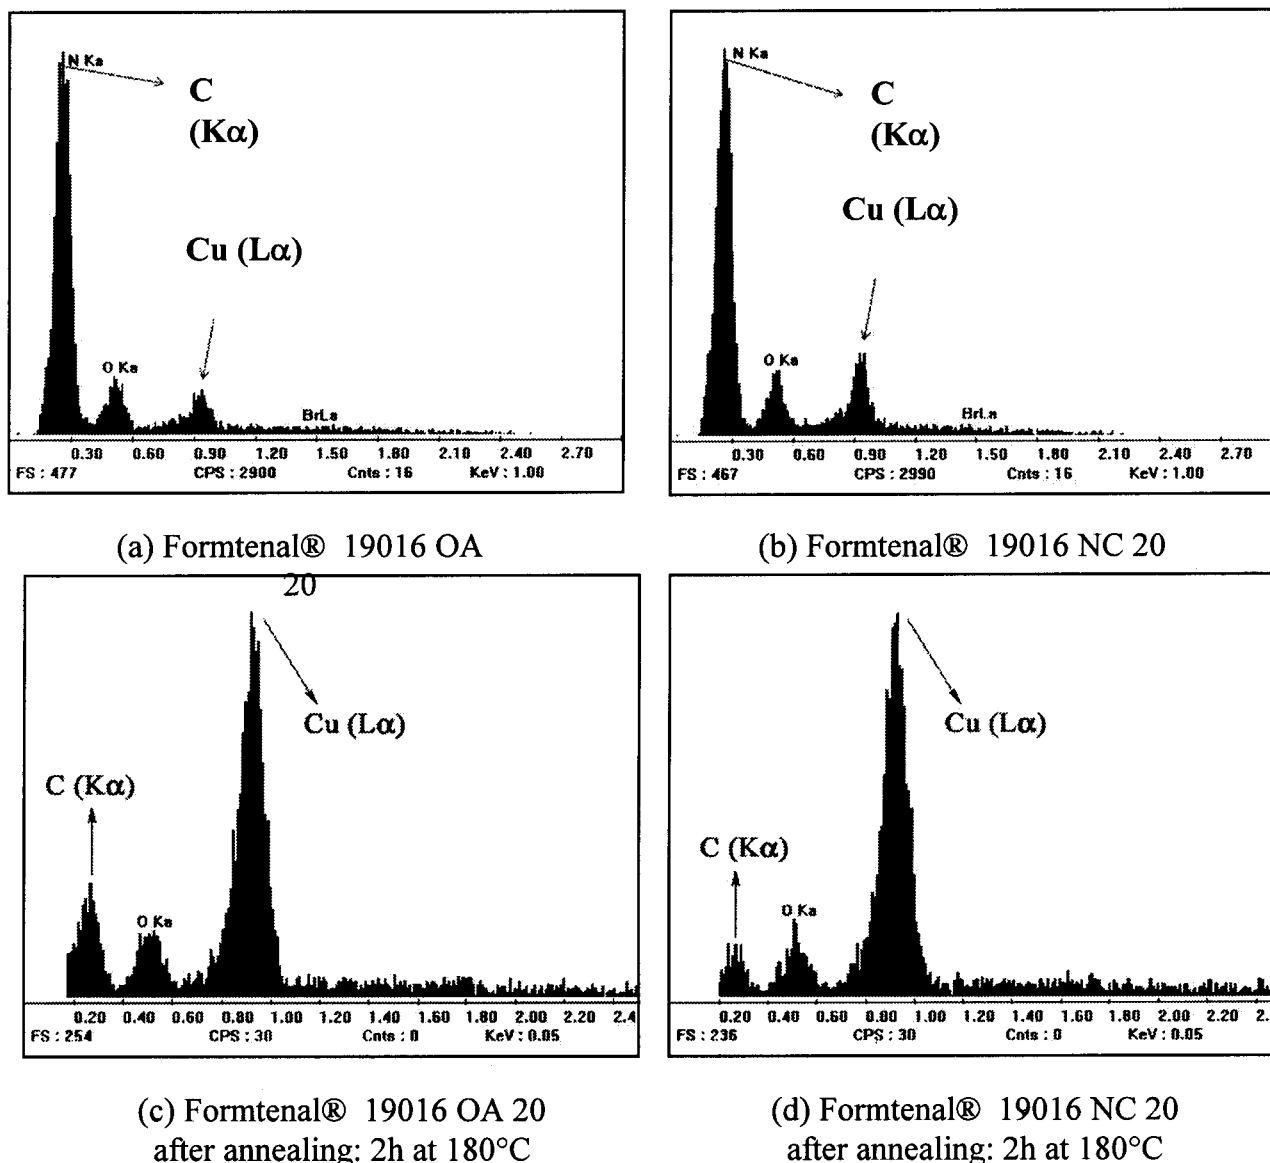 N Ka
C
(Kα)
Cu (Lα)
O Ka
BrLa
0.30 0.60 0.90 1.20 1.50 1.80 2.10 2.40 2.70
FS : 477 CPS : 2900 Cnts : 16 KeV : 1.00
(a) Formtenal® 19016 OA
20
N Ka
C
(Kα)
Cu (Lα)
O Ka
BrLa
0.30 0.60 0.90 1.20 1.50 1.80 2.10 2.40 2.70
FS : 467 CPS : 2990 Cnts : 16 KeV : 1.00
(b) Formtenal® 19016 NC 20
Cu (Lα)
C (Kα)
O Ka
0.20 0.40 0.60 0.80 1.00 1.20 1.40 1.60 1.80 2.00 2.20 2.4
FS : 254 CPS : 30 Cnts : 0 KeV : 0.05
(c) Formtenal® 19016 OA 20
after annealing: 2h at 180°C
Cu (Lα)
C (Kα)
O Ka
0.20 0.40 0.60 0.80 1.00 1.20 1.40 1.60 1.80 2.00 2.20 2.
FS : 236 CPS : 30 Cnts : 0 KeV : 0.05
(d) Formtenal® 19016 NC 20
after annealing: 2h at 180°C